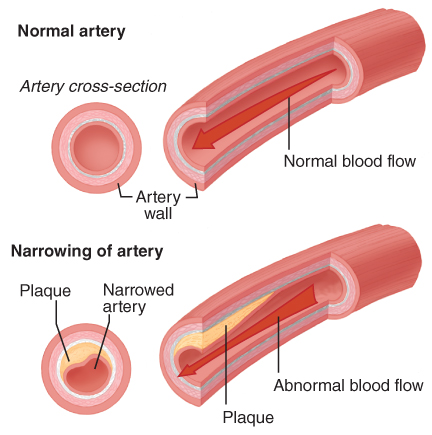 Normal artery
Artery cross-section
Normal blood flow
Artery
wall
Narrowing of artery
Plaque
Narrowed
artery
Abnormal blood flow
Plaque